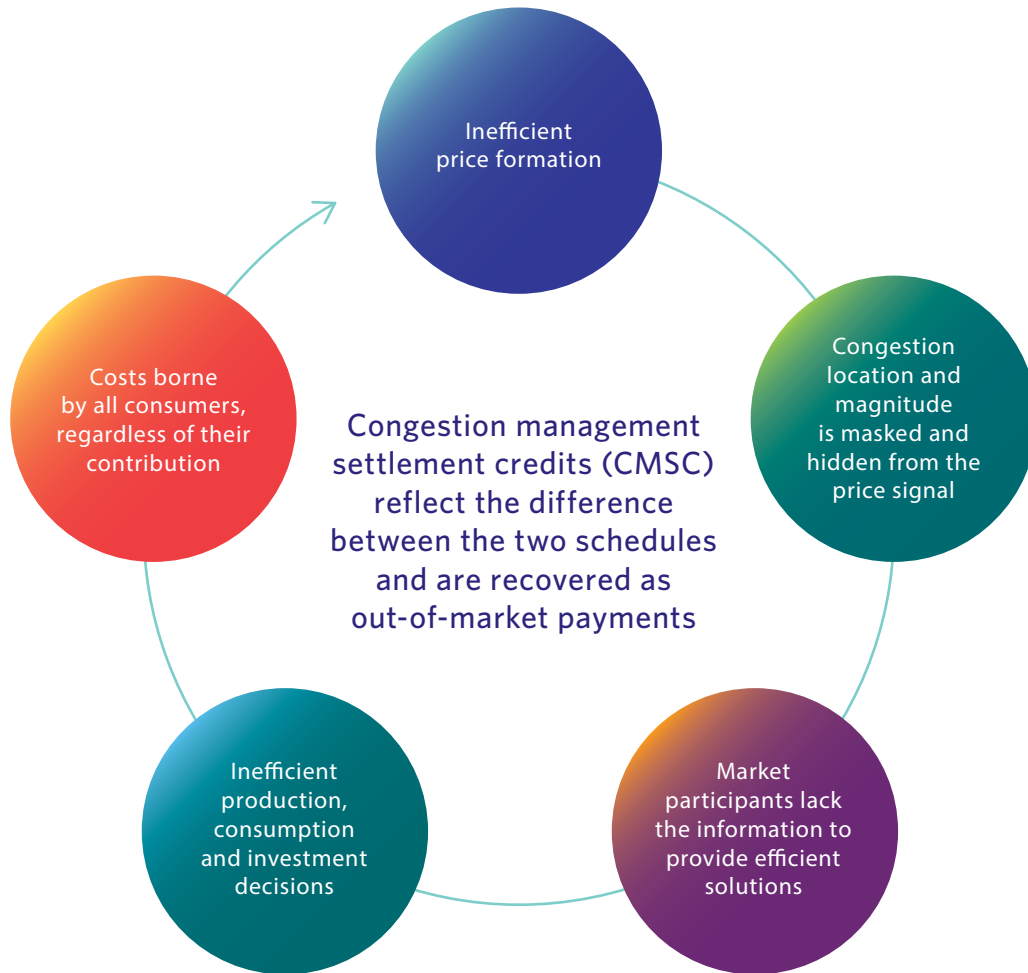 Inefficient
price formation
Congestion
location and
magnitude
is masked and
hidden from the
price signal
Market
participants lack
the information to
provide efficient
solutions
Inefficient
production,
consumption
and investment
decisions
Costs borne
by all consumers,
regardless of their
contribution
Congestion management
settlement credits (CMSC)
reflect the difference
between the two schedules
and are recovered as
out-of-market payments